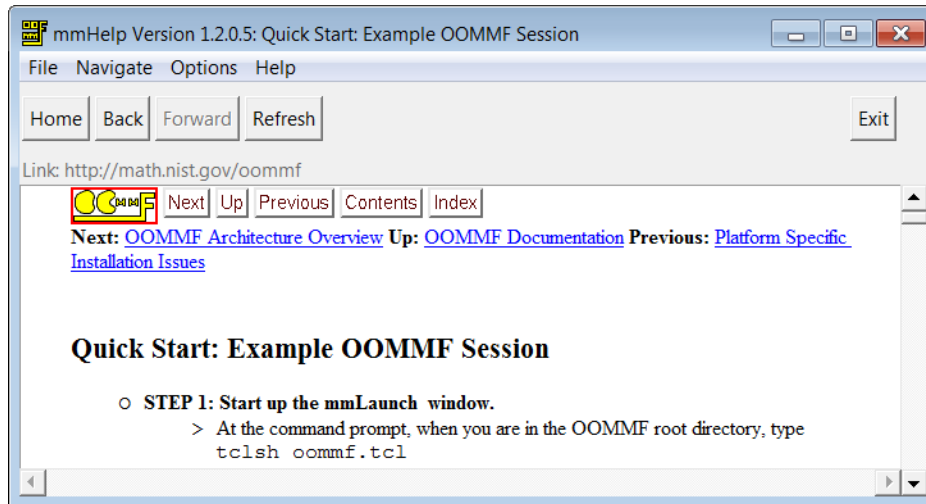 mmHelp Version 1.2.0.5: Quick Start: Example OOMMF Session
File Navigate Options Help
Home Back Forward Refresh Exit
Link: http://math.nist.gov/oommf
OOMMF Next Up Previous Contents Index
Next: OOMMF Architecture Overview Up: OOMMF Documentation Previous: Platform Specific
Installation Issues
Quick Start: Example OOMMF Session
STEP 1: Start up the mmLaunch window.
> At the command prompt, when you are in the OOMMF root directory, type
tclsh oommf.tcl